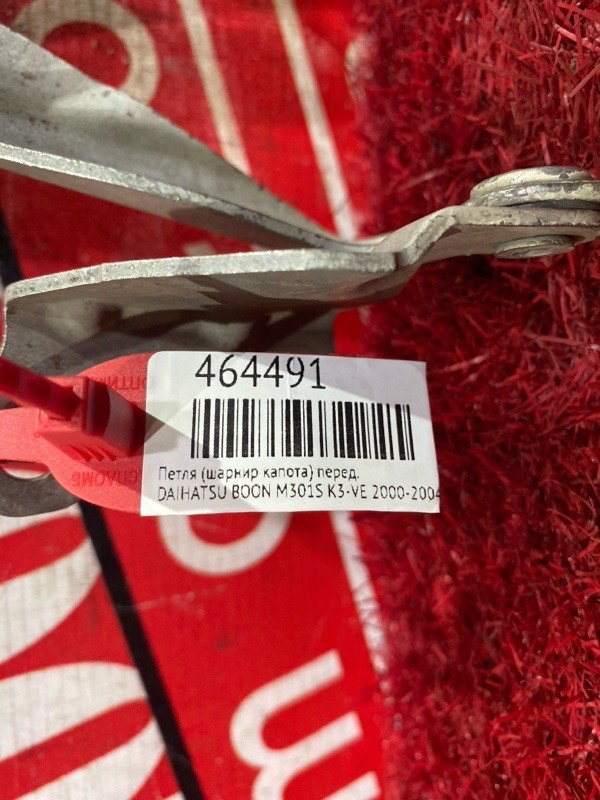 464491
Петля (шарнир капота) перед.
DAIHATSU BOON M301S K3-VE 2000-2004